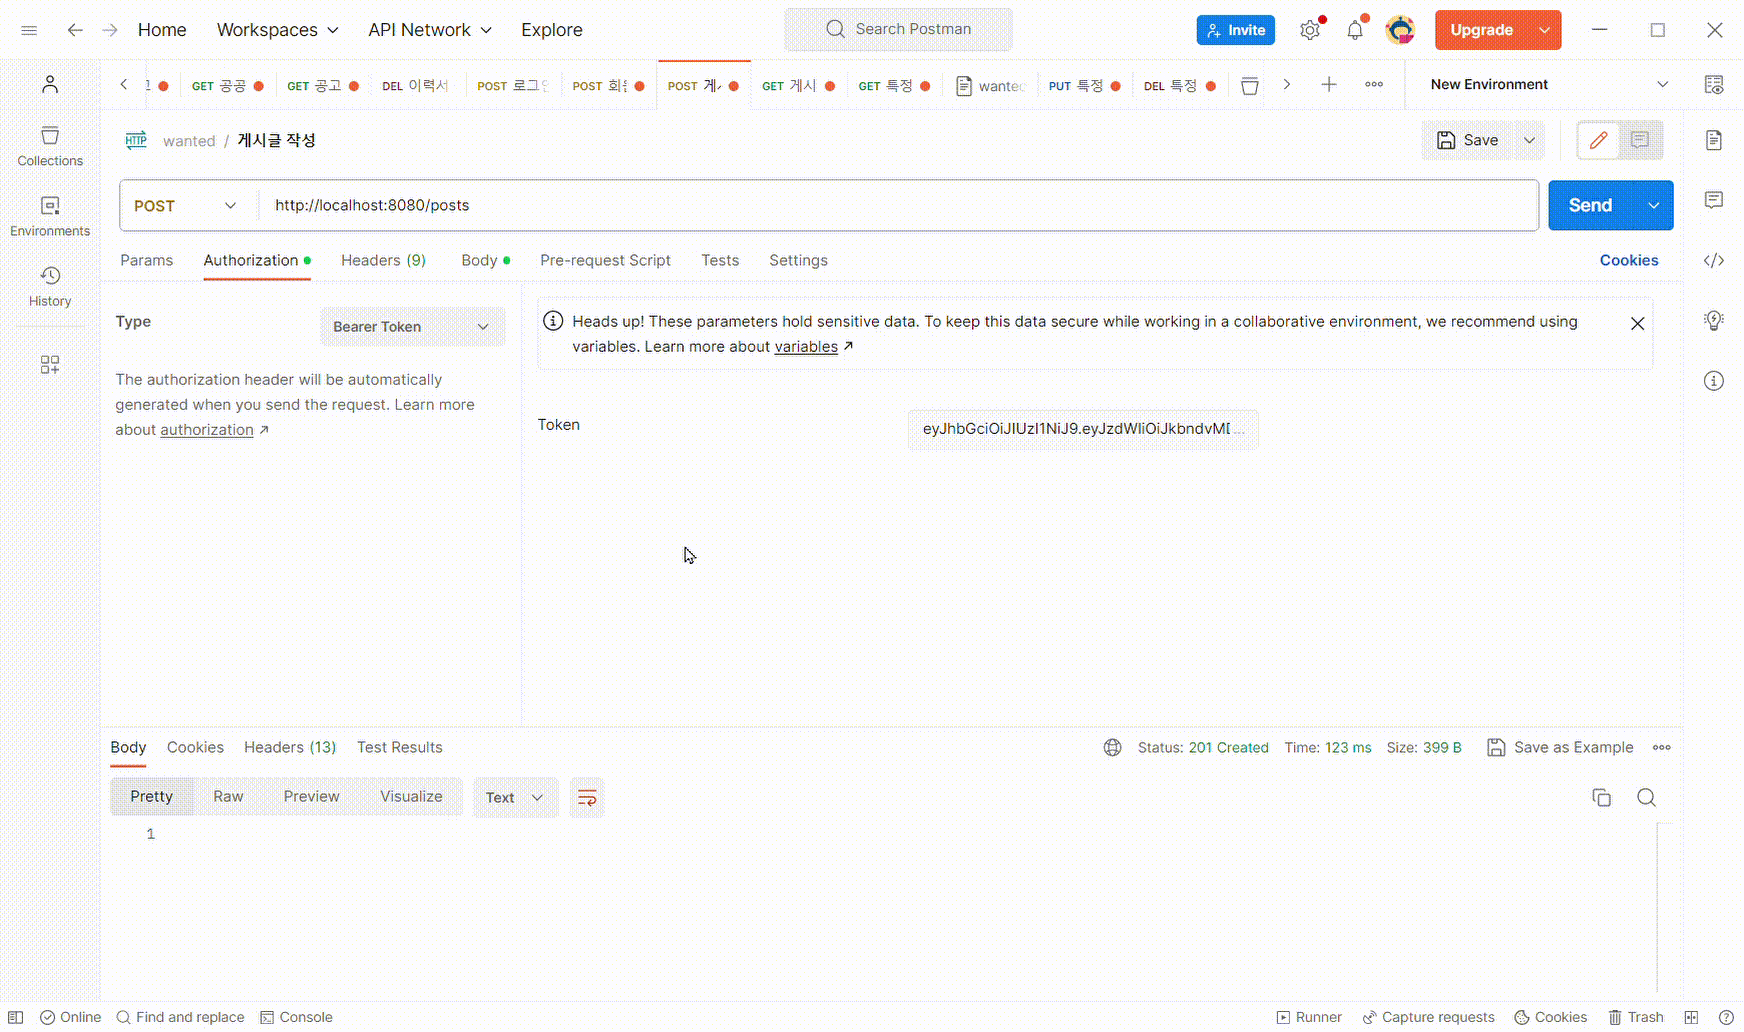 Home Workspaces API Network Explore Search Postman Invite Upgrade
GET 공공 GET 공고 DEL 이력서 POST 로그인 POST POST GET 게시 GET 특정 wanted PUT 특정 DEL 특정 New Environment
HTTP wanted / 게시글 작성 Save
Collections
POST http://localhost:8080/posts Send
Environments
Params Authorization Headers (9) Body Pre-request Script Tests Settings Cookies
History
Type Bearer Token
Heads up! These parameters hold sensitive data. To keep this data secure while working in a collaborative environment, we recommend using
variables. Learn more about variables ↗
The authorization header will be automatically
generated when you send the request. Learn more
about authorization ↗
Token eyJhbGciOiJIUzI1NiJ9.eyJzdWIiOiJkbndvMD...
Body Cookies Headers (13) Test Results Status: 201 Created Time: 123 ms Size: 399 B Save as Example
Pretty Raw Preview Visualize Text
1
Online Find and replace Console Runner Capture requests Cookies Trash